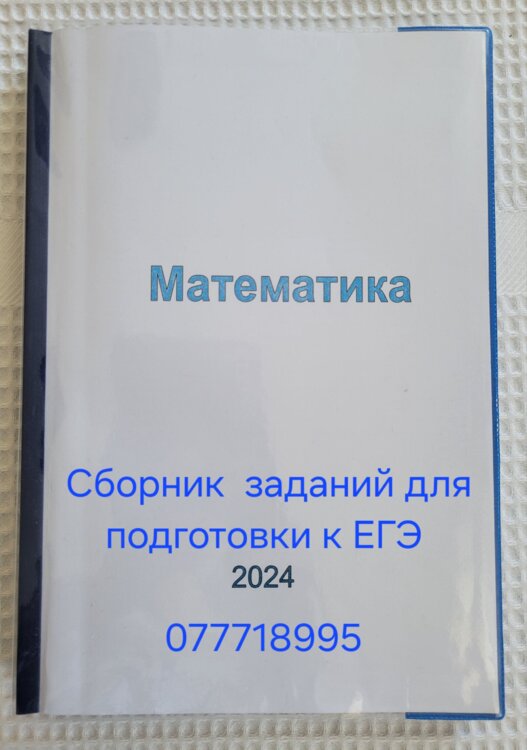 Математика
Сборник заданий для
подготовки к ЕГЭ
2024
077718995